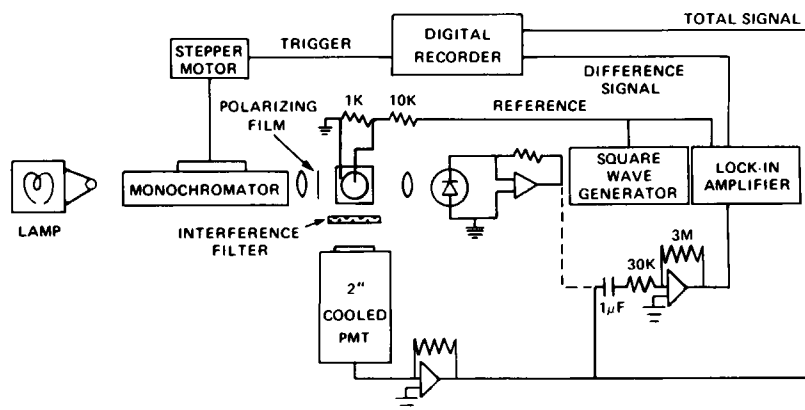 TOTAL SIGNAL
STEPPER
MOTOR
TRIGGER
DIGITAL
RECORDER
DIFFERENCE
SIGNAL
POLARIZING
FILM
1K
10K
REFERENCE
MONOCHROMATOR
SQUARE
WAVE
GENERATOR
LOCK-IN
AMPLIFIER
LAMP
INTERFERENCE
FILTER
2"
COOLED
PMT
1μF
30K
3M